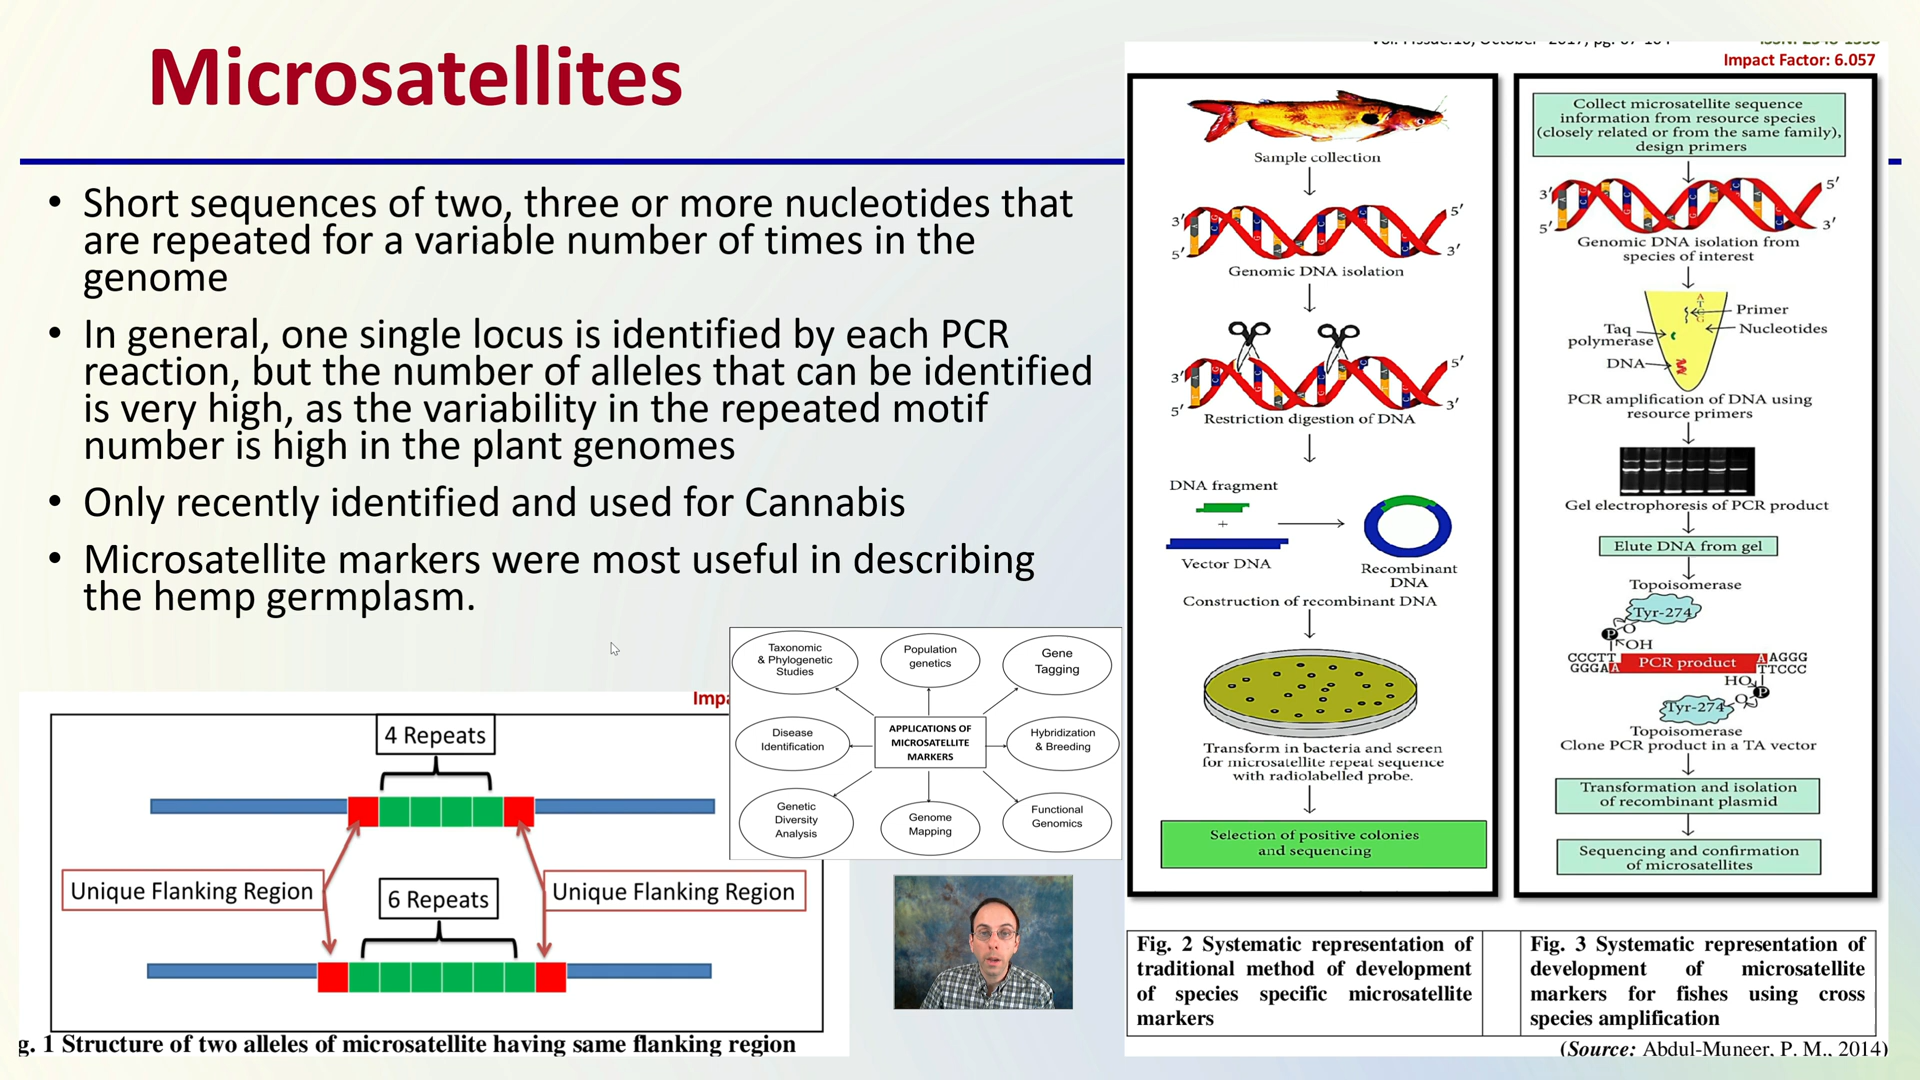 Microsatellites
• Short sequences of two, three or more nucleotides that
are repeated for a variable number of times in the
genome
• In general, one single locus is identified by each PCR
reaction, but the number of alleles that can be identified
is very high, as the variability in the repeated motif
number is high in the plant genomes
• Only recently identified and used for Cannabis
• Microsatellite markers were most useful in describing
the hemp germplasm.
Impa
4 Repeats
Unique Flanking Region
Unique Flanking Region
6 Repeats
g. 1 Structure of two alleles of microsatellite having same flanking region
Taxonomic
& Phylogenetic
Studies
Population
genetics
Gene
Tagging
Disease
Identification
APPLICATIONS OF
MICROSATELLITE
MARKERS
Hybridization
& Breeding
Genetic
Diversity
Analysis
Genome
Mapping
Functional
Genomics
Impact Factor: 6.057
Sample collection
3′ 5′
5′ 3′
Genomic DNA isolation
3′ 5′
5′ 3′
Restriction digestion of DNA
DNA fragment
+
Vector DNA
Recombinant
DNA
Construction of recombinant DNA
Transform in bacteria and screen
for microsatellite repeat sequence
with radiolabelled probe.
Selection of positive colonies
and sequencing
Collect microsatellite sequence
information from resource species
(closely related or from the same family),
design primers
3′ 5′
5′ 3′
Genomic DNA isolation from
species of interest
A
T
G
Primer
Nucleotides
Taq
polymerase
DNA
PCR amplification of DNA using
resource primers
Gel electrophoresis of PCR product
Elute DNA from gel
Topoisomerase
Tyr-274
O
P
OH
CCCTT PCR product A AGGG
GGGA A TTCCC
HO
P
O
Tyr-274
Topoisomerase
Clone PCR product in a TA vector
Transformation and isolation
of recombinant plasmid
Sequencing and confirmation
of microsatellites
Fig. 2 Systematic representation of
traditional method of development
of species specific microsatellite
markers
Fig. 3 Systematic representation of
development of microsatellite
markers for fishes using cross
species amplification
(Source: Abdul-Muneer, P. M., 2014)